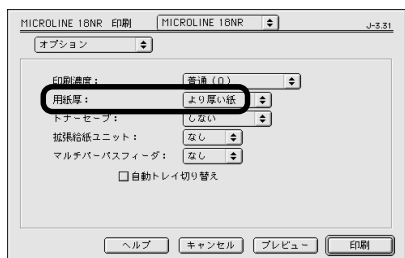 MICROLINE 18NR 印刷 MICROLINE 18NR J-3.31
オプション
印刷濃度： 普通（0）
用紙厚： より厚い紙
トナーセーブ： しない
拡張給紙ユニット： なし
マルチパーパスフィーダ： なし
自動トレイ切り替え
ヘルプ キャンセル プレビュー 印刷